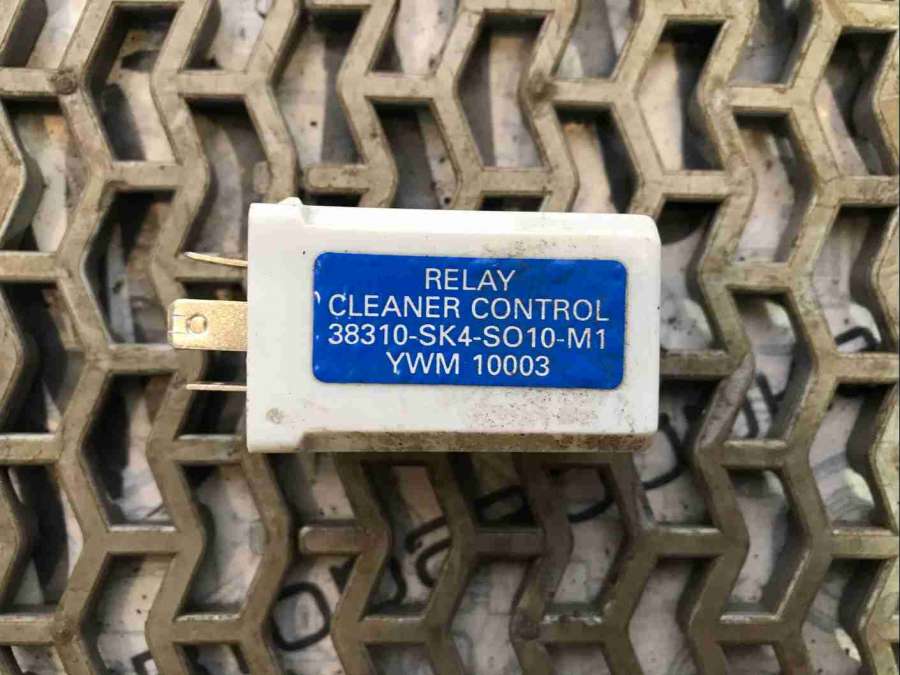 RELAY
CLEANER CONTROL
38310-SK4-SO10-M1
YWM 10003